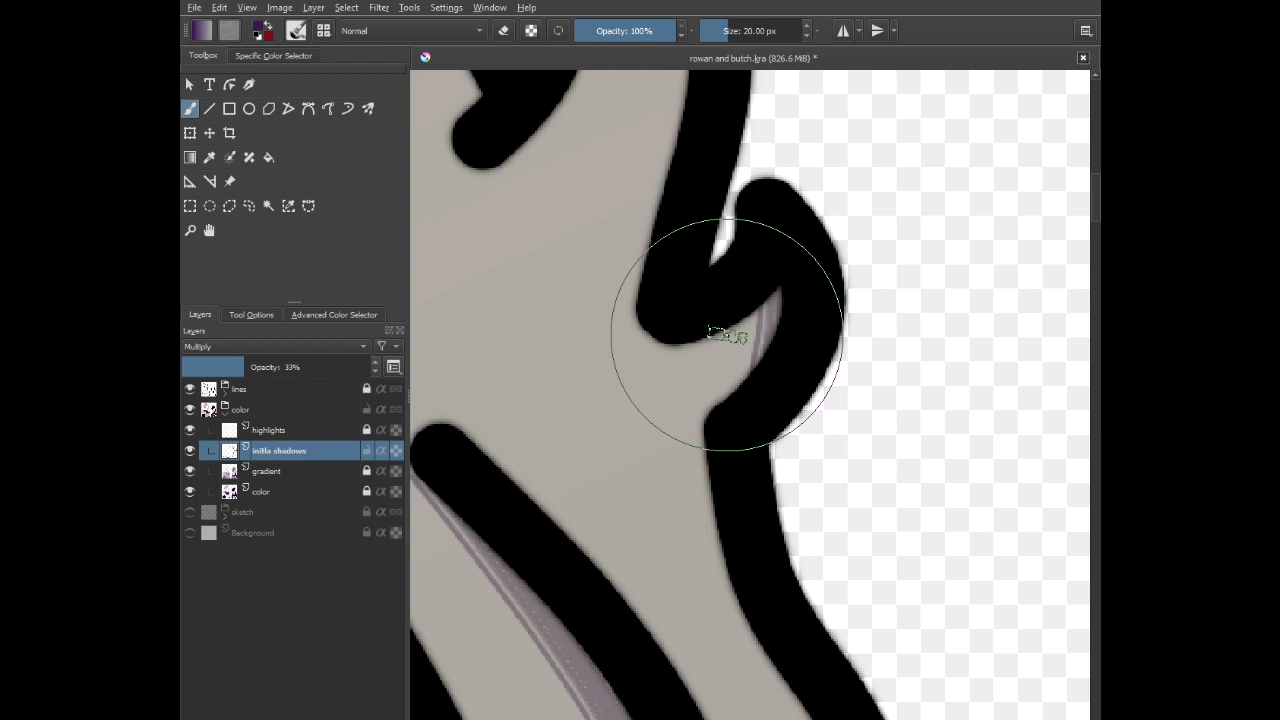 File Edit View Image Layer Select Filter Tools Settings Window Help
Normal Opacity: 100% Size: 20.00 px
Toolbox Specific Color Selector
rowan and butch.kra (826.6 MiB) *
Layers Tool Options Advanced Color Selector
Layers
Multiply
Opacity: 33%
lines
color
highlights
initla shadows
gradient
color
sketch
Background